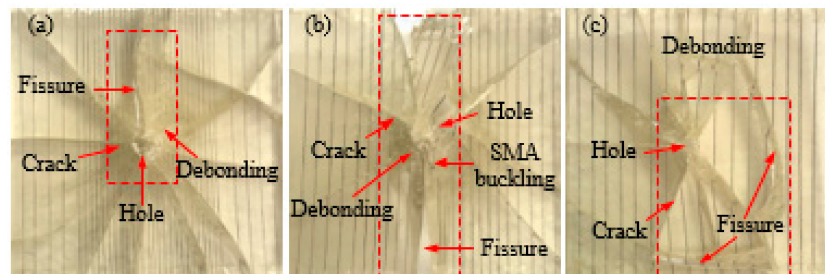 (a)
Fissure
Crack
Debonding
Hole
(b)
Hole
Crack
SMA
buckling
Debonding
Fissure
(c)
Debonding
Hole
Crack
Fissure